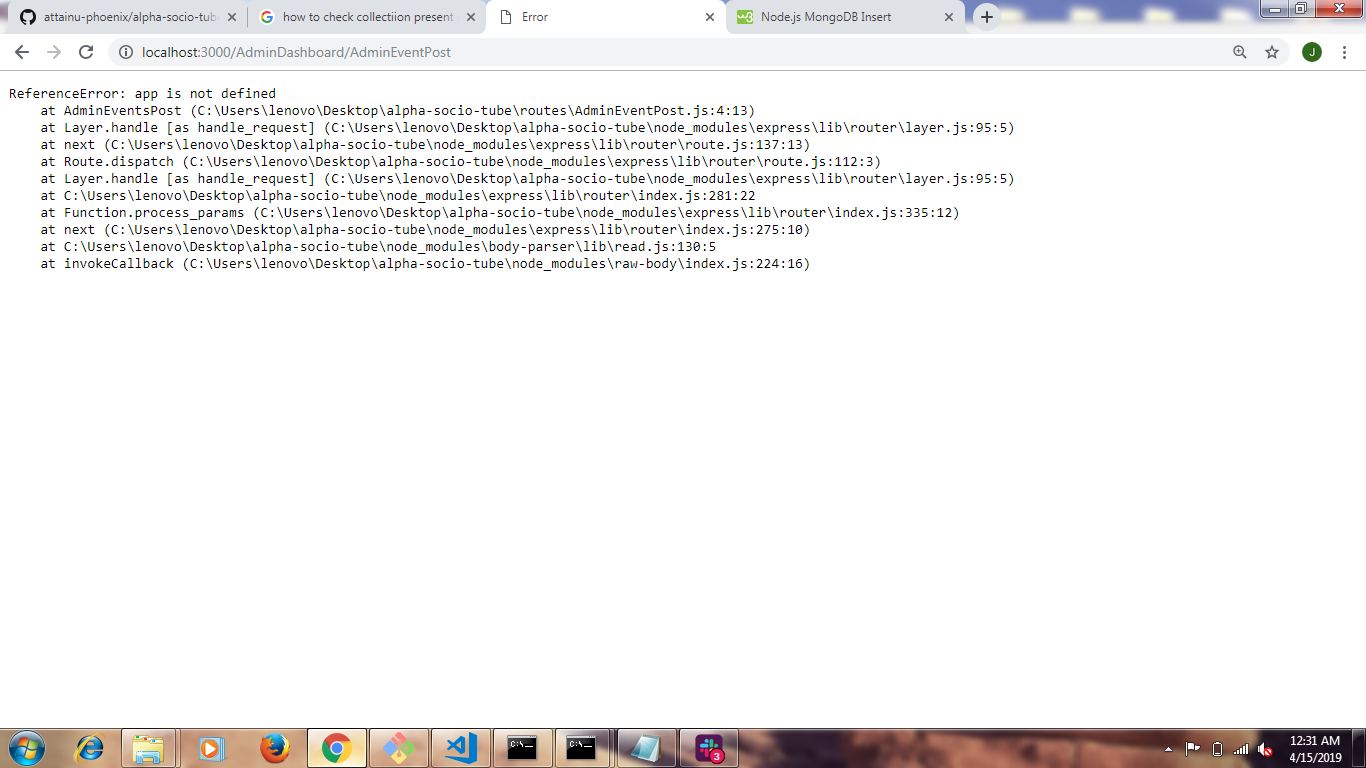 attainu-phoenix/alpha-socio-tub
how to check collectiion present
Error
Node.js MongoDB Insert
localhost:3000/AdminDashboard/AdminEventPost
J
ReferenceError: app is not defined
at AdminEventsPost (C:\Users\lenovo\Desktop\alpha-socio-tube\routes\AdminEventPost.js:4:13)
at Layer.handle [as handle_request] (C:\Users\lenovo\Desktop\alpha-socio-tube\node_modules\express\lib\router\layer.js:95:5)
at next (C:\Users\lenovo\Desktop\alpha-socio-tube\node_modules\express\lib\router\route.js:137:13)
at Route.dispatch (C:\Users\lenovo\Desktop\alpha-socio-tube\node_modules\express\lib\router\route.js:112:3)
at Layer.handle [as handle_request] (C:\Users\lenovo\Desktop\alpha-socio-tube\node_modules\express\lib\router\layer.js:95:5)
at C:\Users\lenovo\Desktop\alpha-socio-tube\node_modules\express\lib\router\index.js:281:22
at Function.process_params (C:\Users\lenovo\Desktop\alpha-socio-tube\node_modules\express\lib\router\index.js:335:12)
at next (C:\Users\lenovo\Desktop\alpha-socio-tube\node_modules\express\lib\router\index.js:275:10)
at C:\Users\lenovo\Desktop\alpha-socio-tube\node_modules\body-parser\lib\read.js:130:5
at invokeCallback (C:\Users\lenovo\Desktop\alpha-socio-tube\node_modules\raw-body\index.js:224:16)
3
12:31 AM
4/15/2019